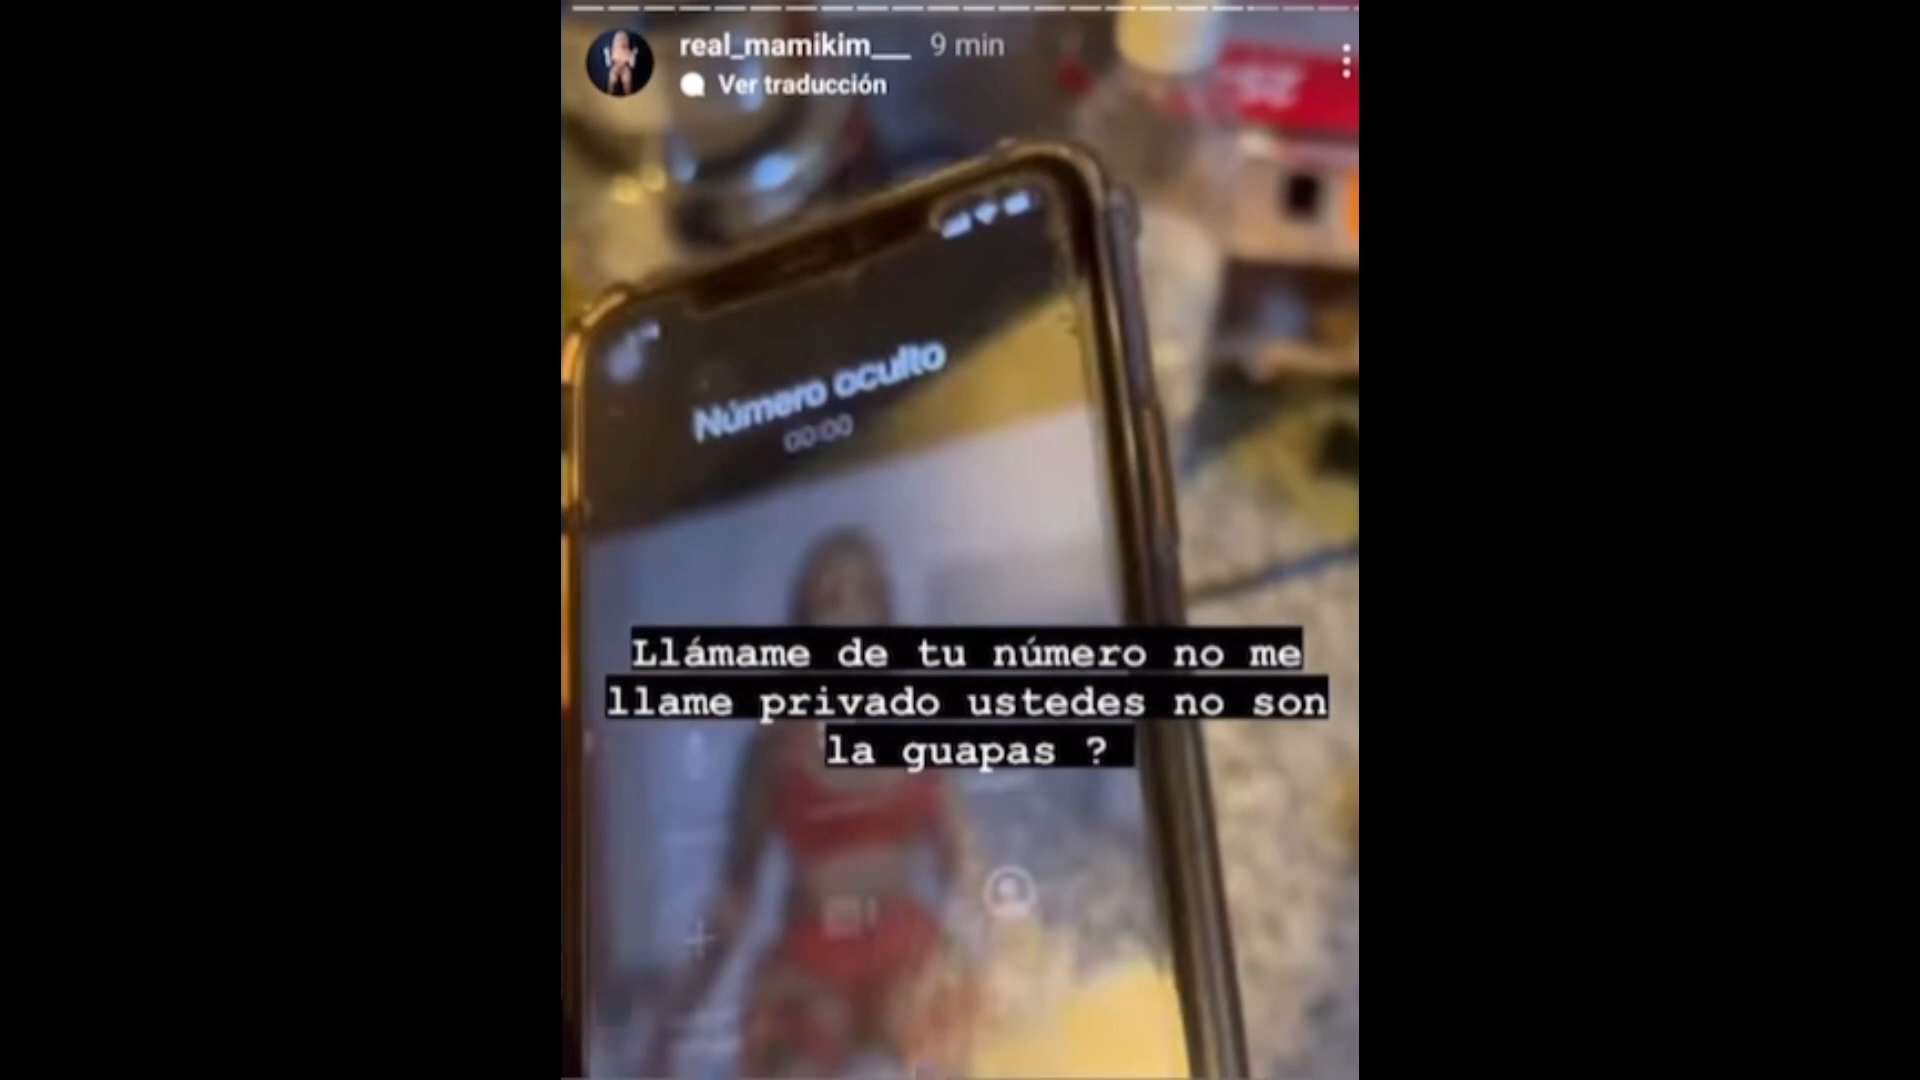 real_mamikim__ 9 min
Ver traducción
Número oculto
00:00
Llámame de tu número no me
llame privado ustedes no son
la guapas ?